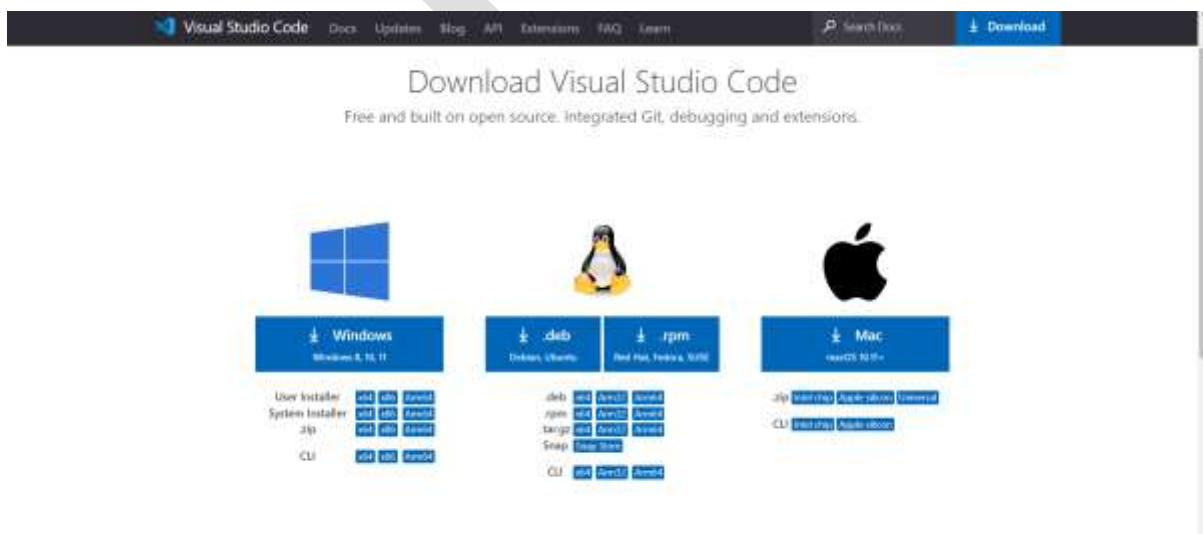 Visual Studio Code Docs Updates Blog API Extensions FAQ Learn Search Docs Download
Download Visual Studio Code
Free and built on open source. Integrated Git, debugging and extensions.
Windows
Windows 8, 10, 11
.deb
Debian, Ubuntu
.rpm
Red Hat, Fedora, SUSE
Mac
macOS 10.11+
User Installer x64 x86 Arm64
System Installer x64 x86 Arm64
.zip x64 x86 Arm64
CLI x64 x86 Arm64
.deb x64 Arm32 Arm64
.rpm x64 Arm32 Arm64
.tar.gz x64 Arm32 Arm64
Snap Snap Store
CLI x64 Arm32 Arm64
.zip Intel chip Apple silicon Universal
CLI Intel chip Apple silicon